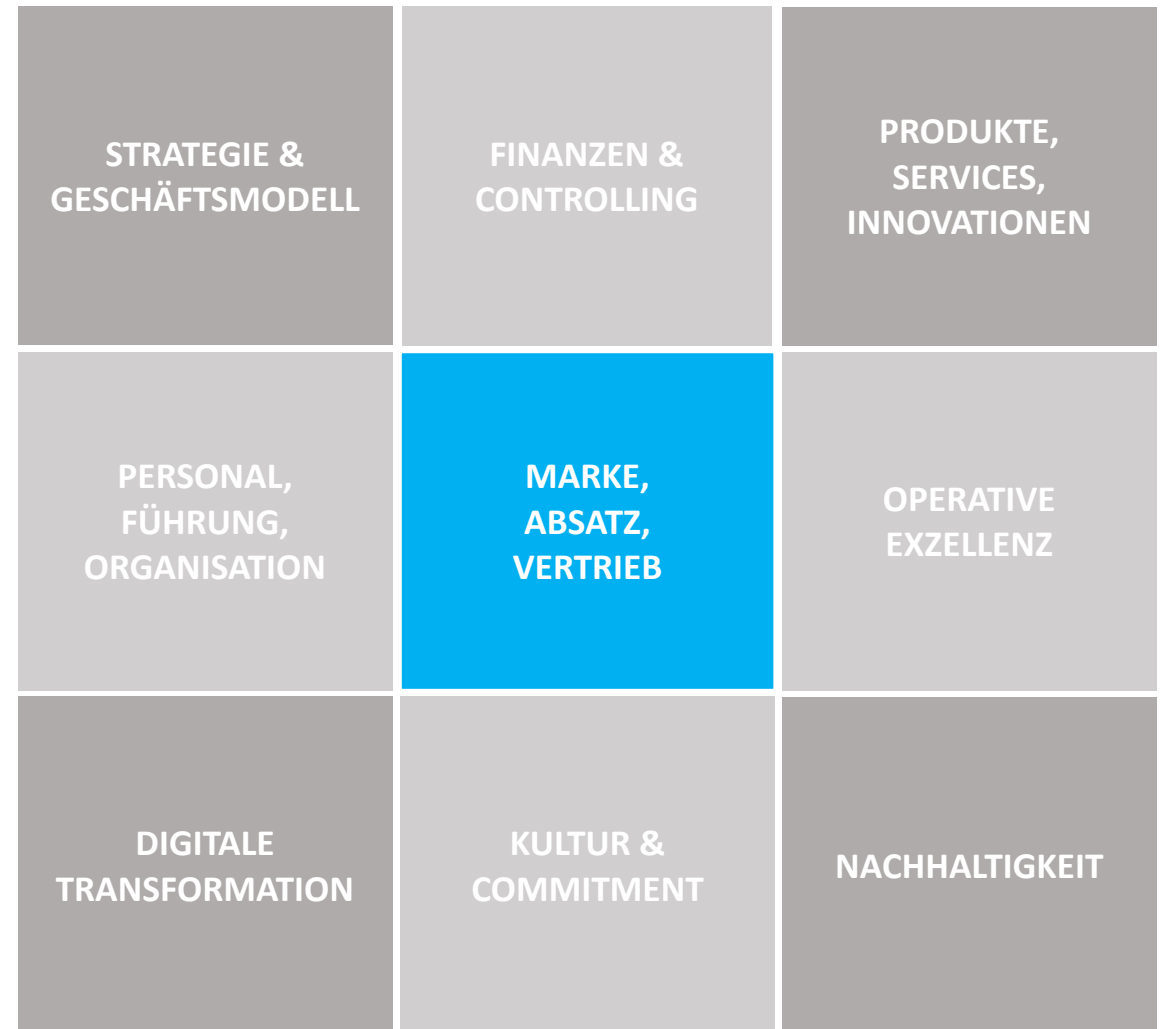 STRATEGIE &
GESCHÄFTSMODELL
FINANZEN &
CONTROLLING
PRODUKTE,
SERVICES,
INNOVATIONEN
PERSONAL,
FÜHRUNG,
ORGANISATION
MARKE,
ABSATZ,
VERTRIEB
OPERATIVE
EXZELLENZ
DIGITALE
TRANSFORMATION
KULTUR &
COMMITMENT
NACHHALTIGKEIT